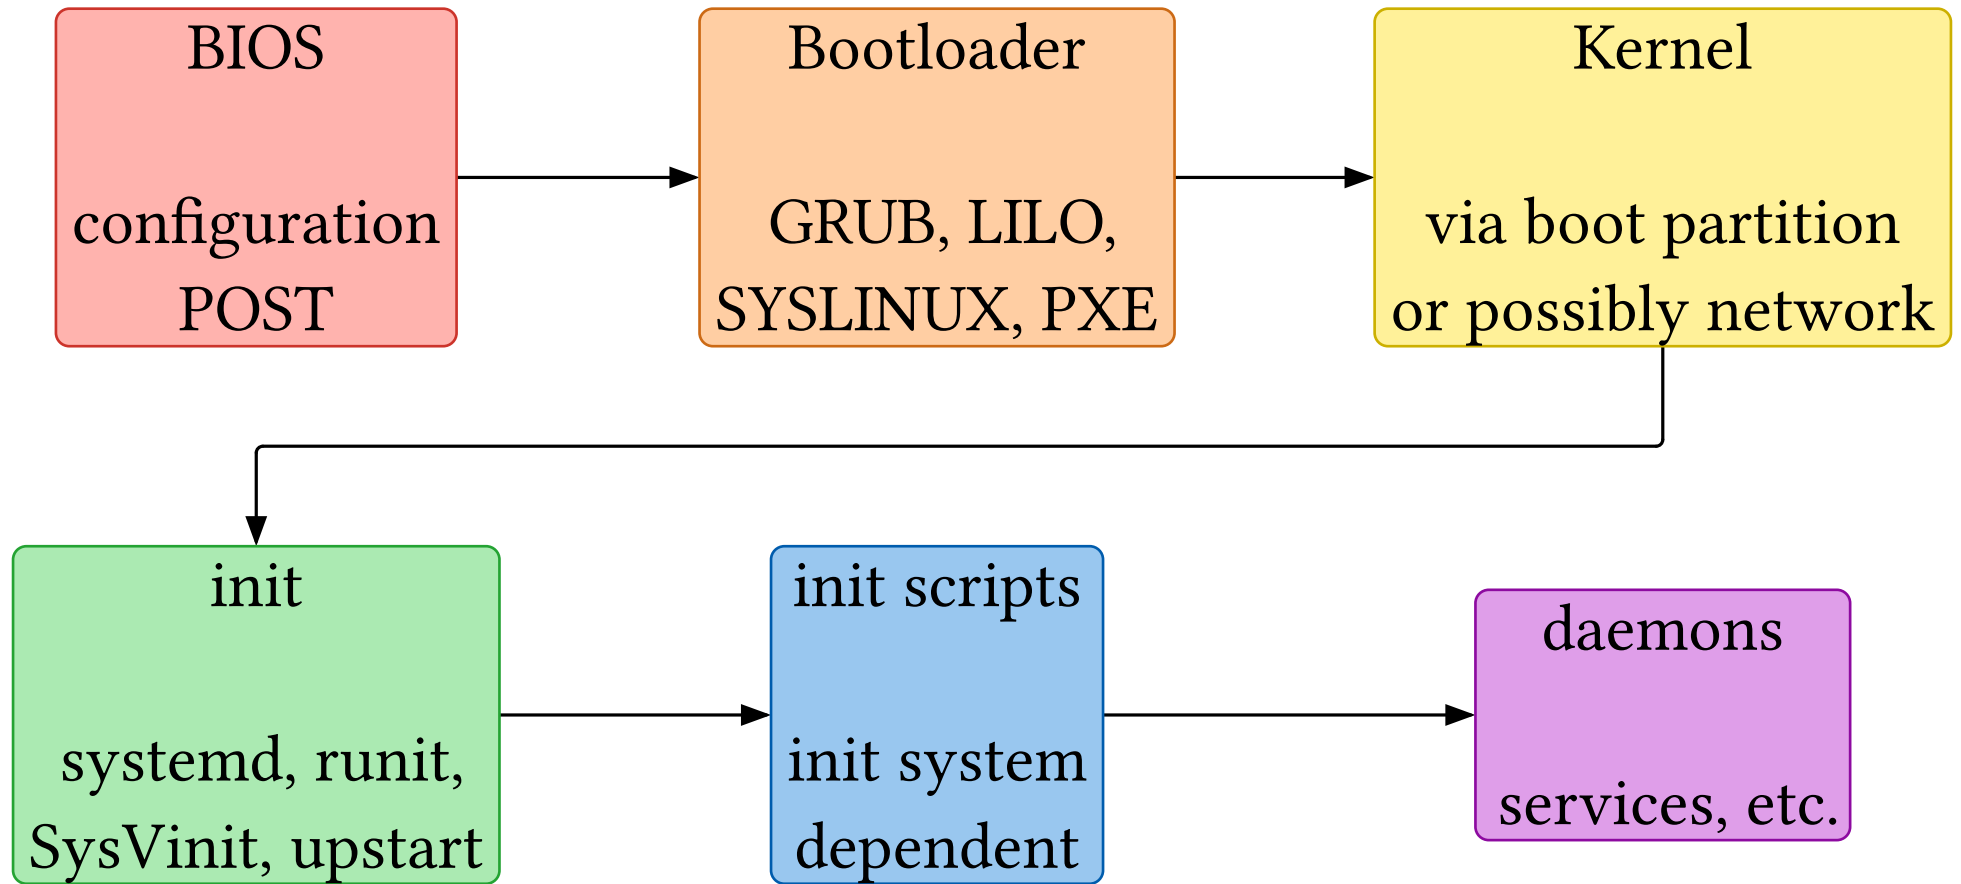 BIOS
configuration
POST
Bootloader
GRUB, LILO,
SYSLINUX, PXE
Kernel
via boot partition
or possibly network
init
systemd, runit,
SysVinit, upstart
init scripts
init system
dependent
daemons
services, etc.